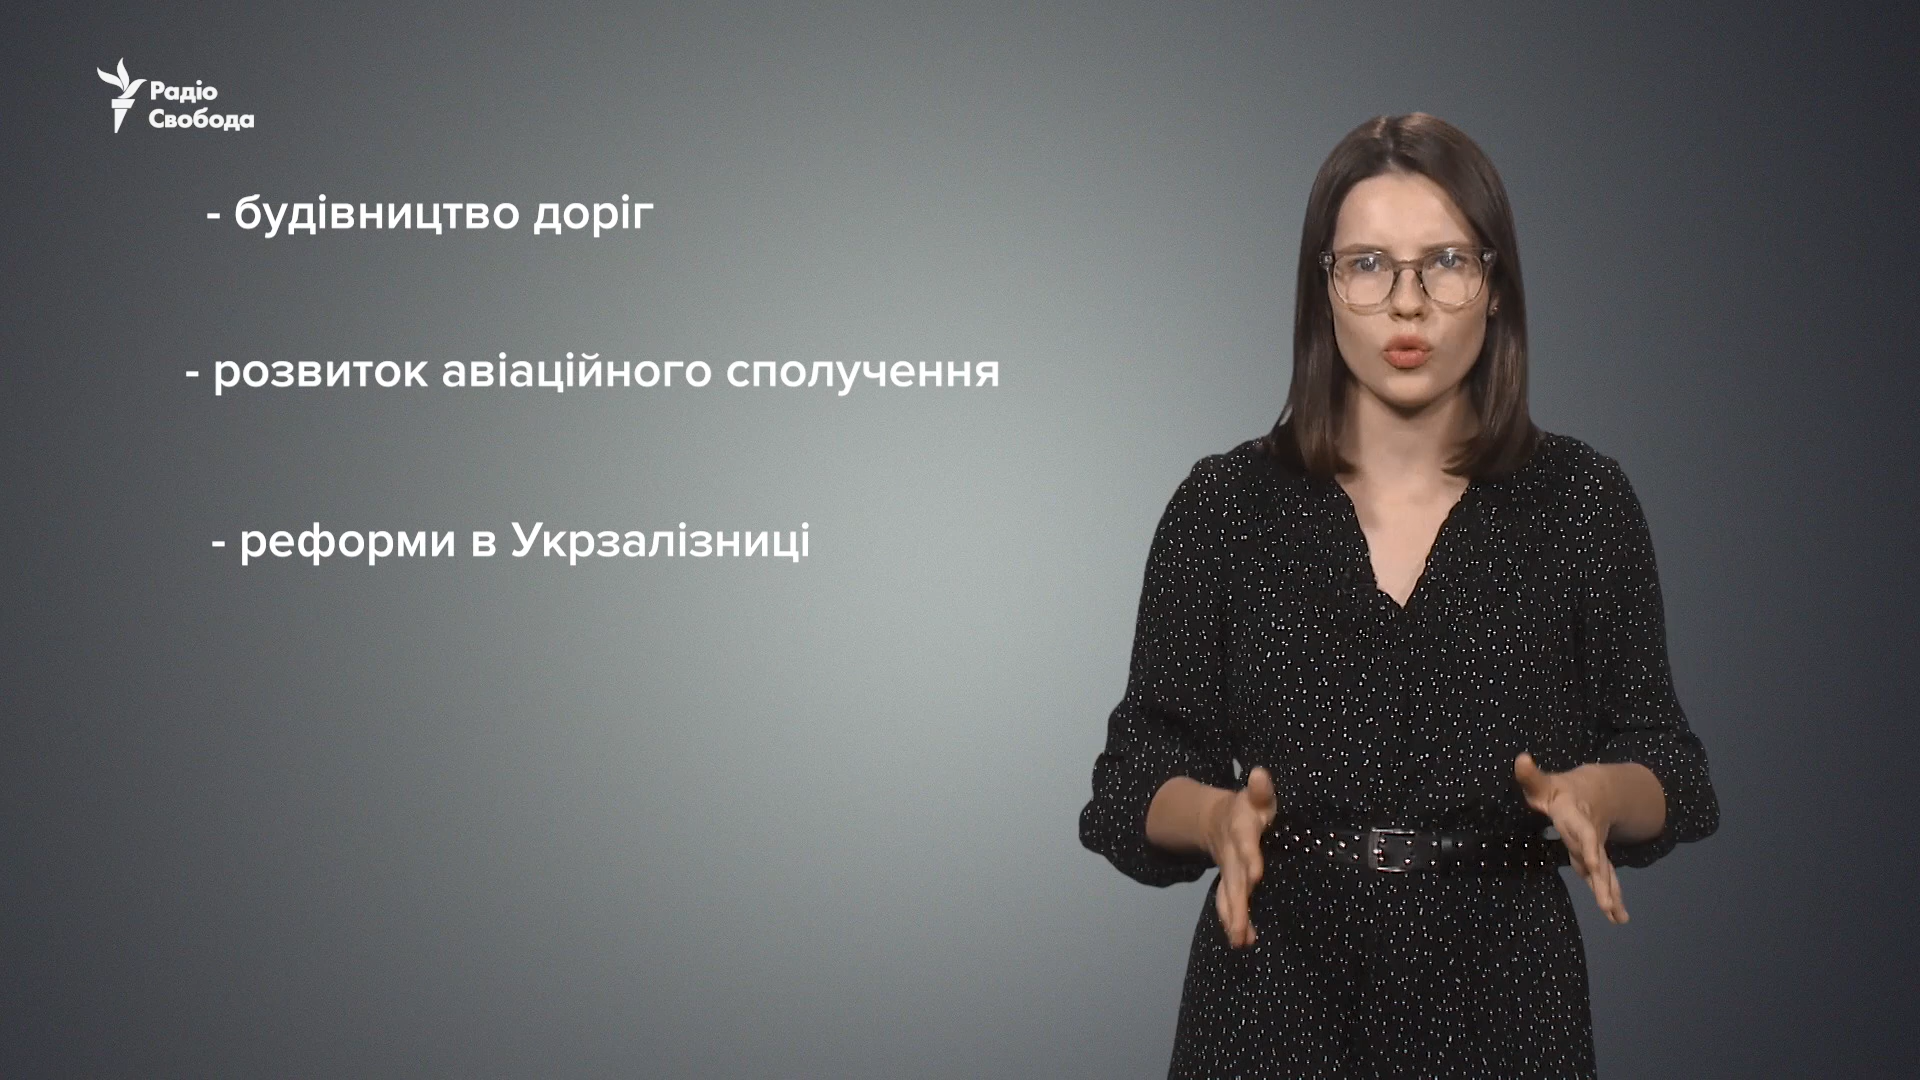 Радіо
Свобода
- будівництво доріг
- розвиток авіаційного сполучення
- реформи в Укрзалізниці